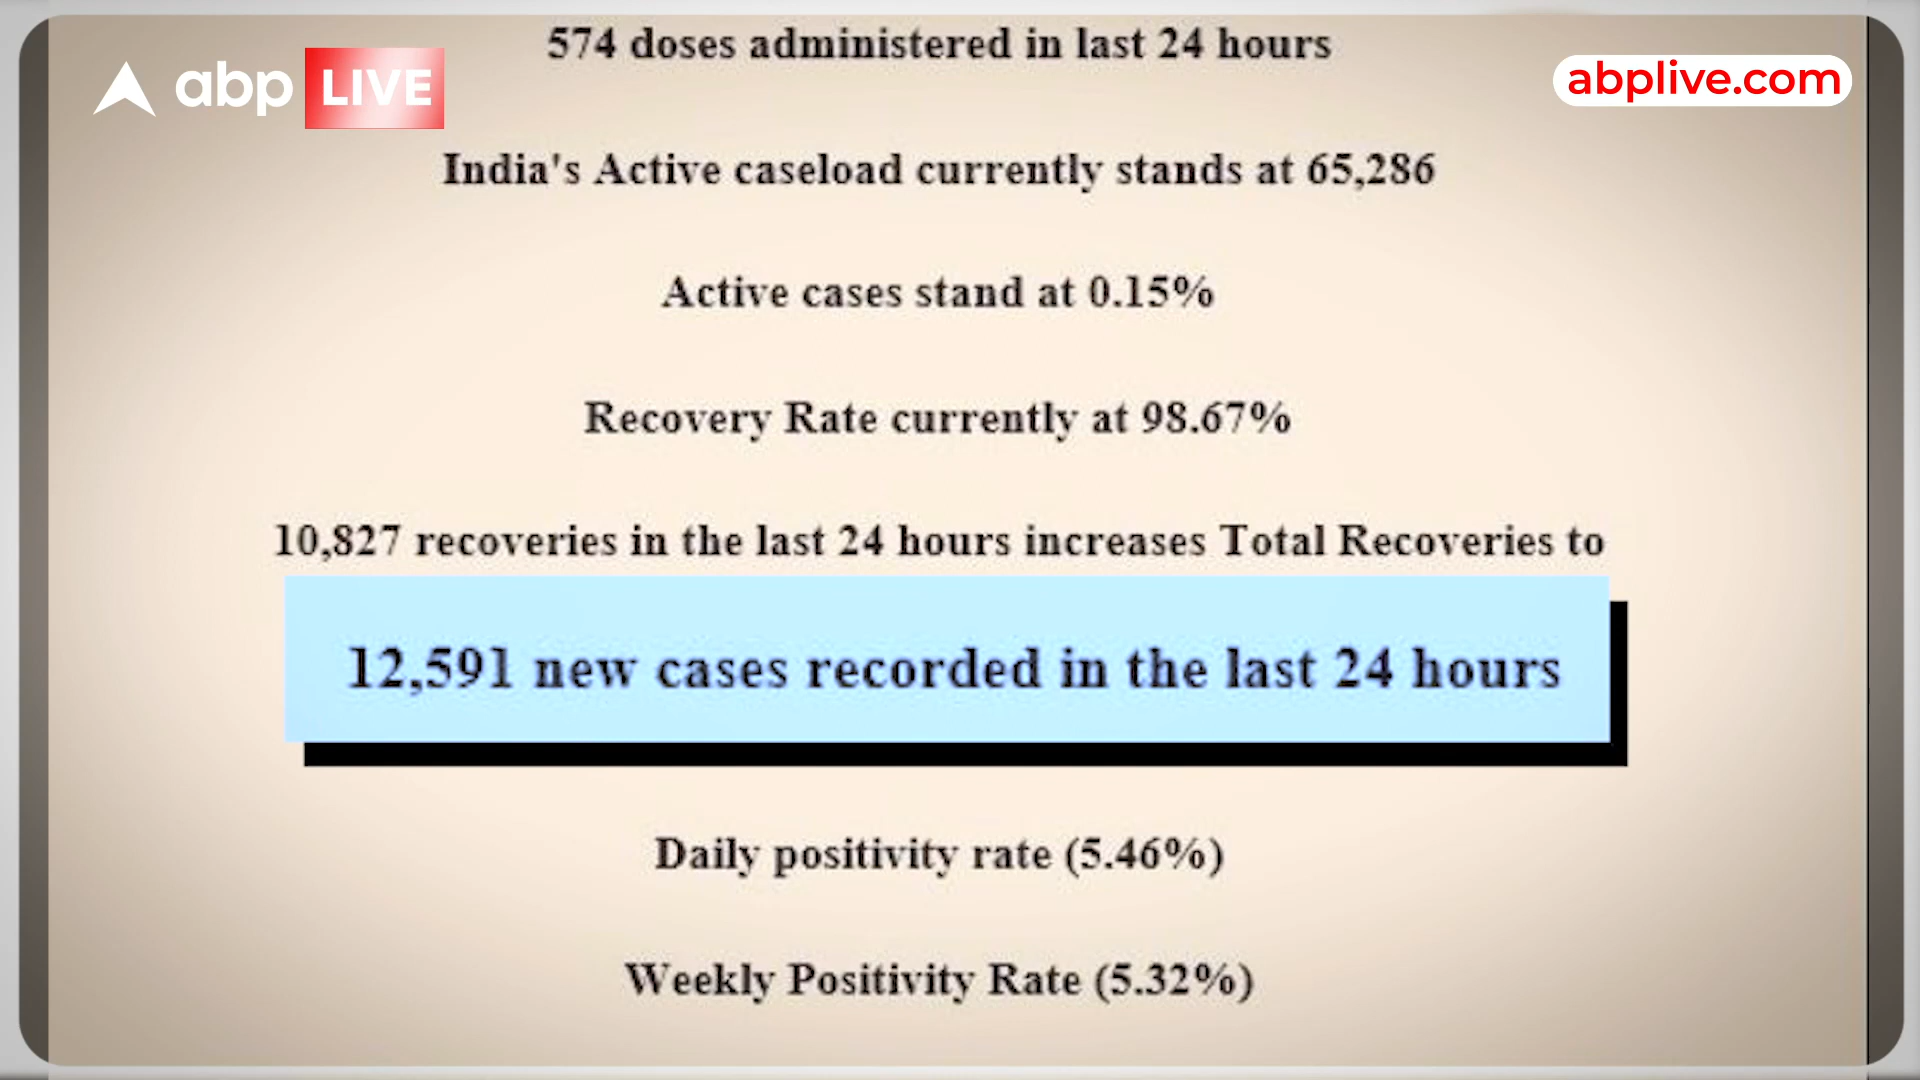 574 doses administered in last 24 hours
abp LIVE
abplive.com
India's Active caseload currently stands at 65,286
Active cases stand at 0.15%
Recovery Rate currently at 98.67%
10,827 recoveries in the last 24 hours increases Total Recoveries to
12,591 new cases recorded in the last 24 hours
Daily positivity rate (5.46%)
Weekly Positivity Rate (5.32%)